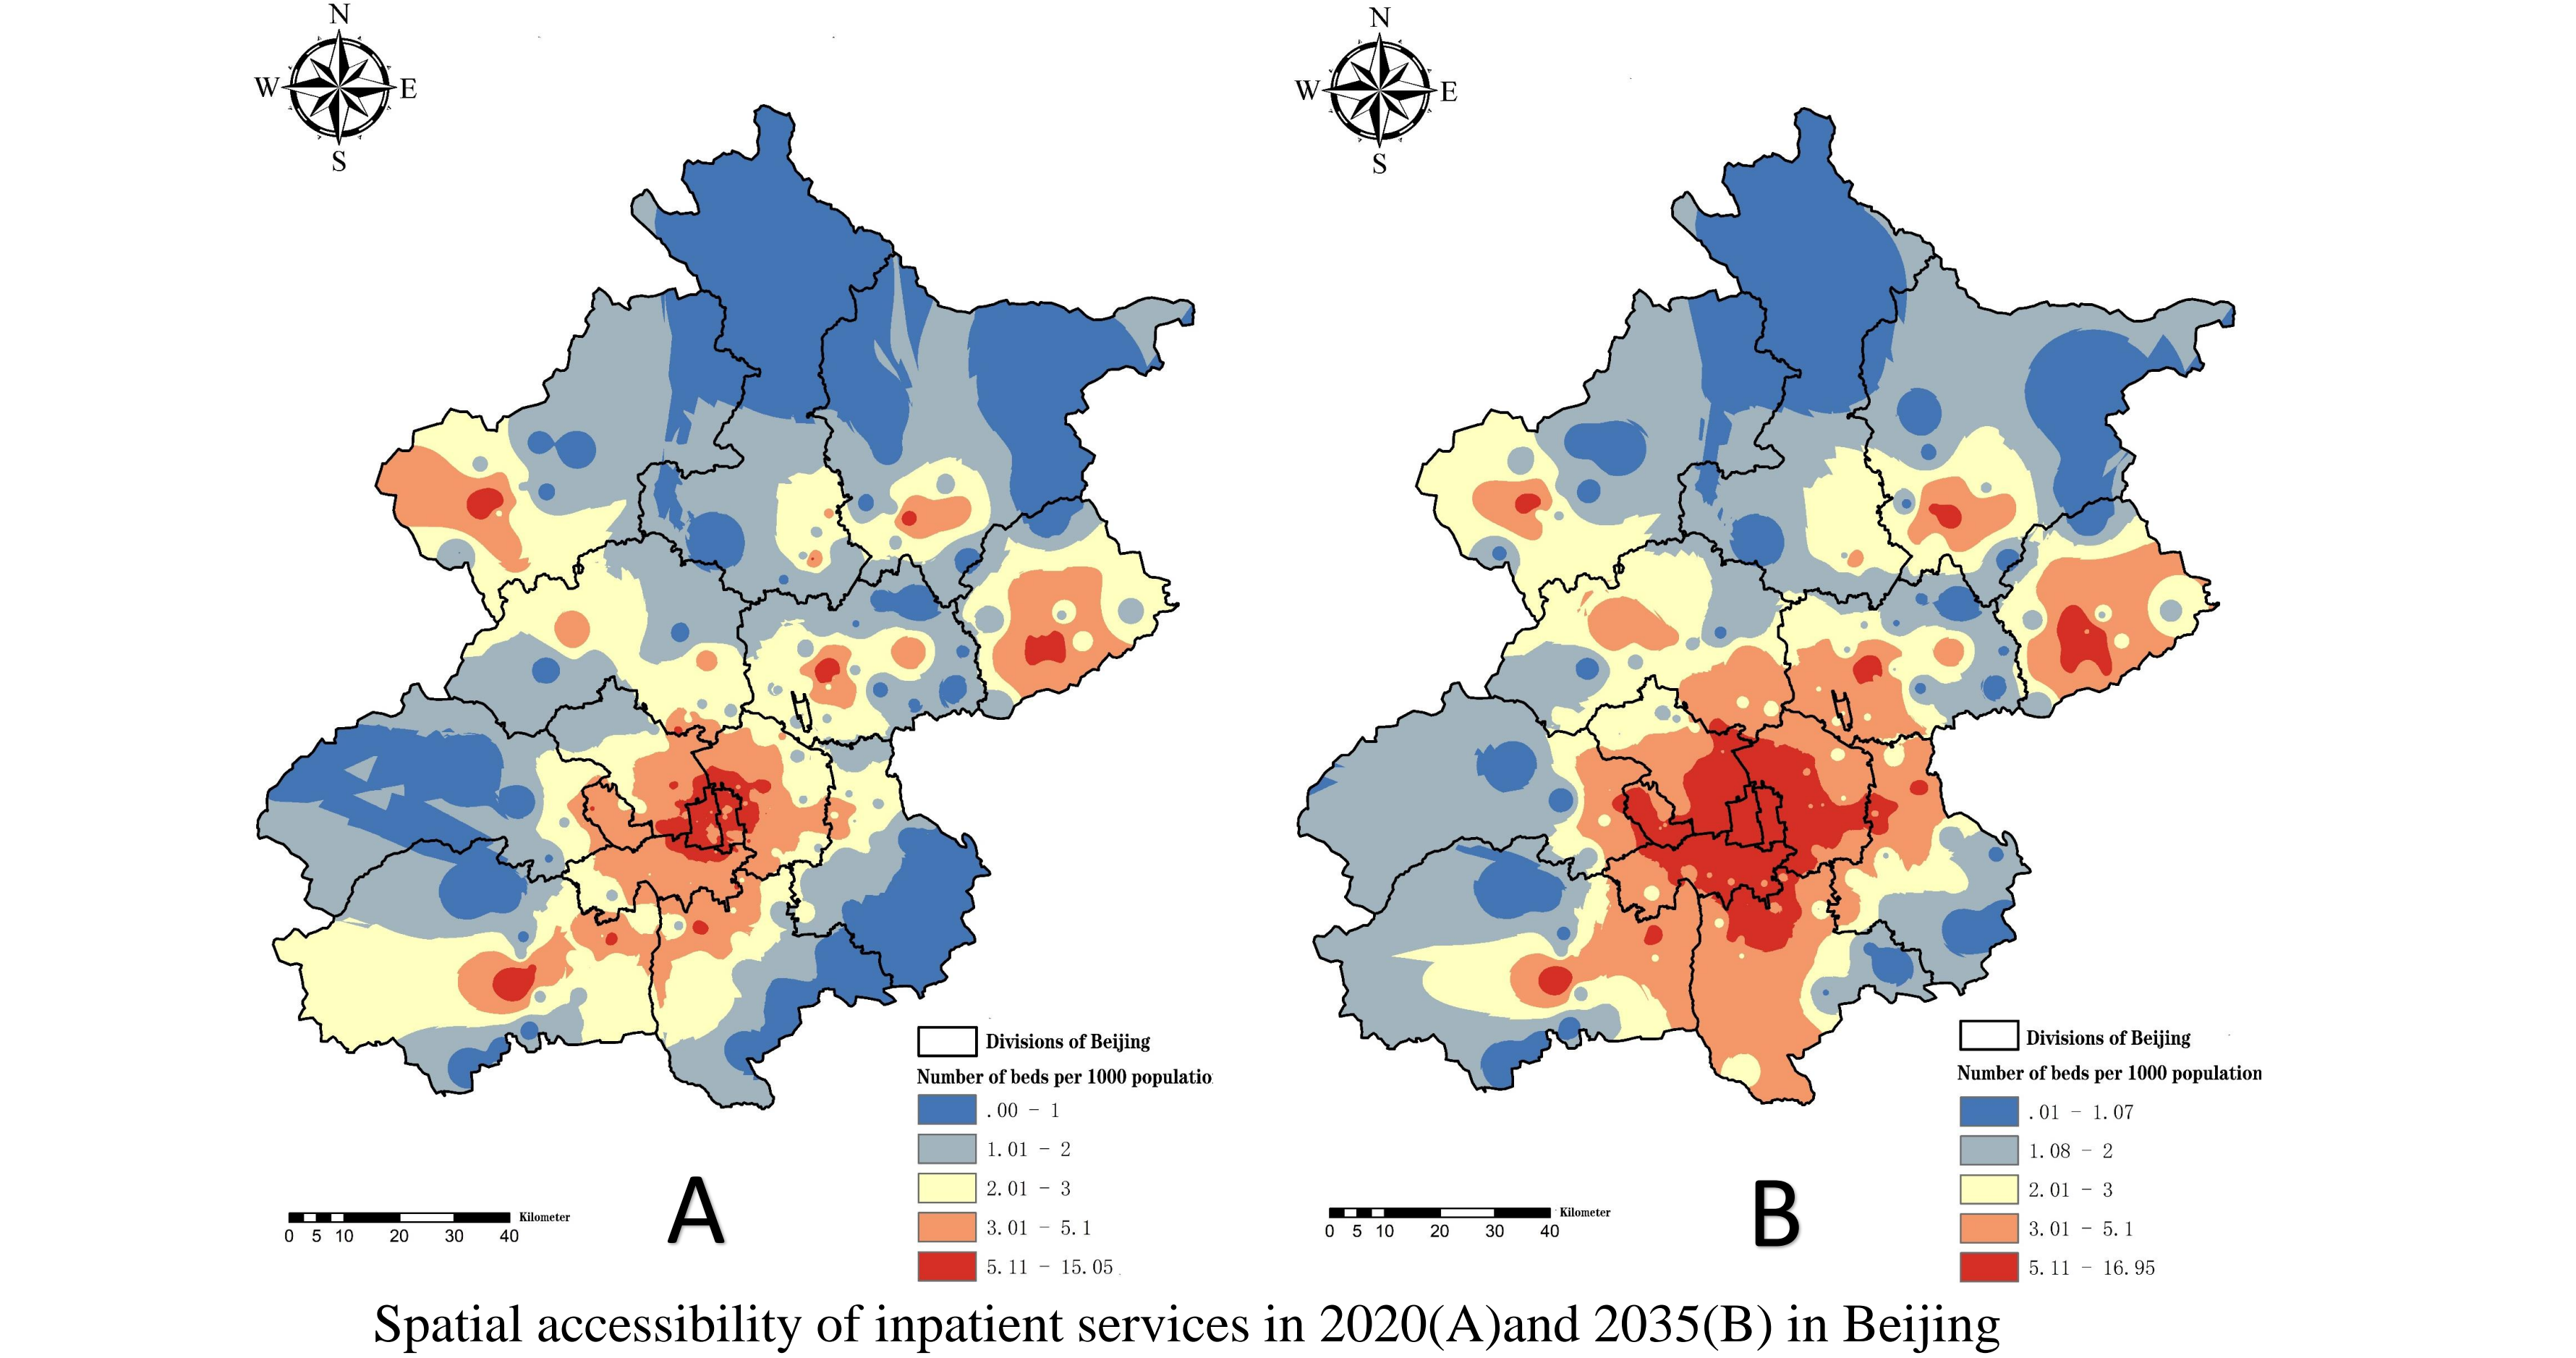 N
W E
S
N
W E
S
Divisions of Beijing
Number of beds per 1000 populatio
.00 - 1
1.01 - 2
2.01 - 3
3.01 - 5.1
5.11 - 15.05
Kilometer
0 5 10 20 30 40
A
Divisions of Beijing
Number of beds per 1000 population
.01 - 1.07
1.08 - 2
2.01 - 3
3.01 - 5.1
5.11 - 16.95
Kilometer
0 5 10 20 30 40
B
Spatial accessibility of inpatient services in 2020(A)and 2035(B) in Beijing